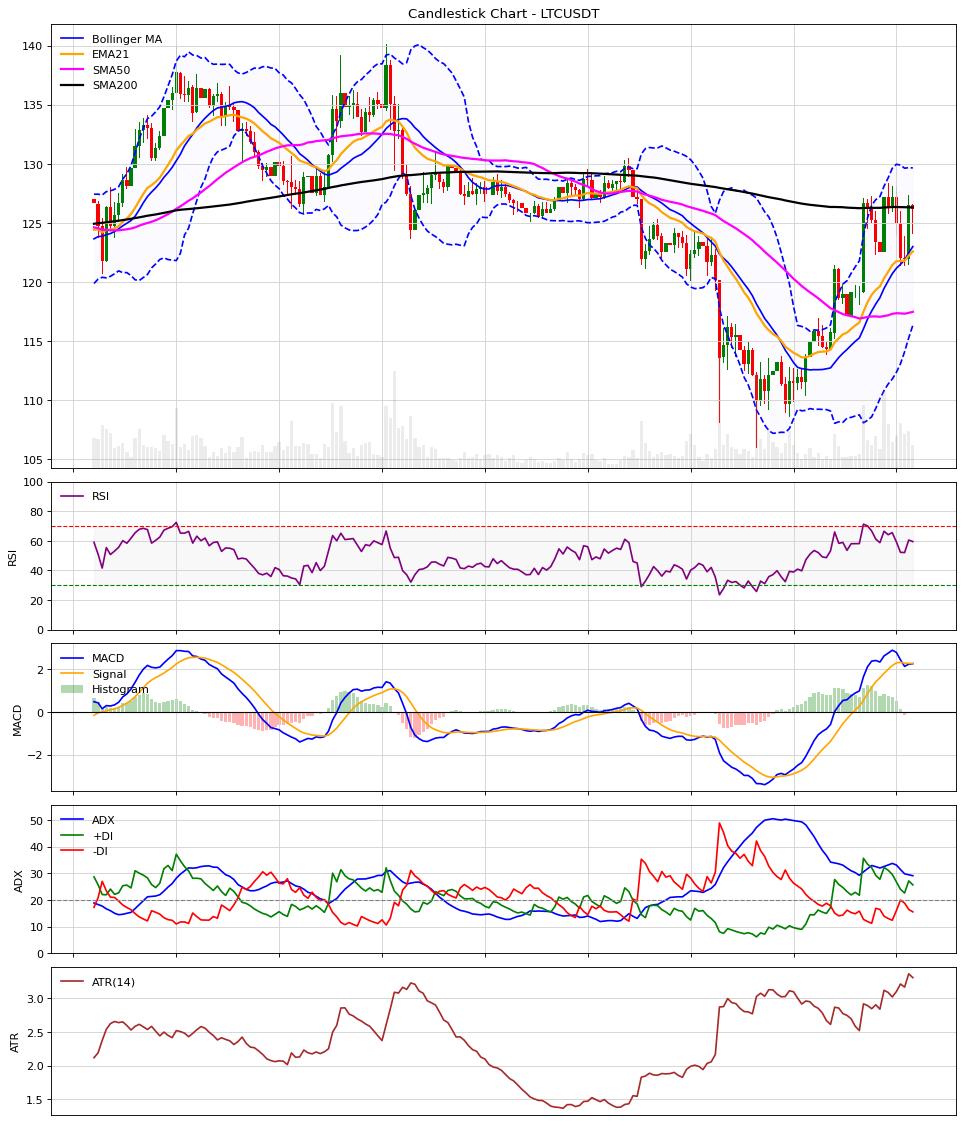 Candlestick Chart - LTCUSDT
Bollinger MA
EMA21
SMA50
SMA200
140
135
130
125
120
115
110
105
RSI
100
80
60
40
20
0
RSI
MACD
Signal
Histogram
2
0
−2
MACD
ADX
+DI
-DI
50
40
30
20
10
0
ADX
ATR(14)
3.0
2.5
2.0
1.5
ATR